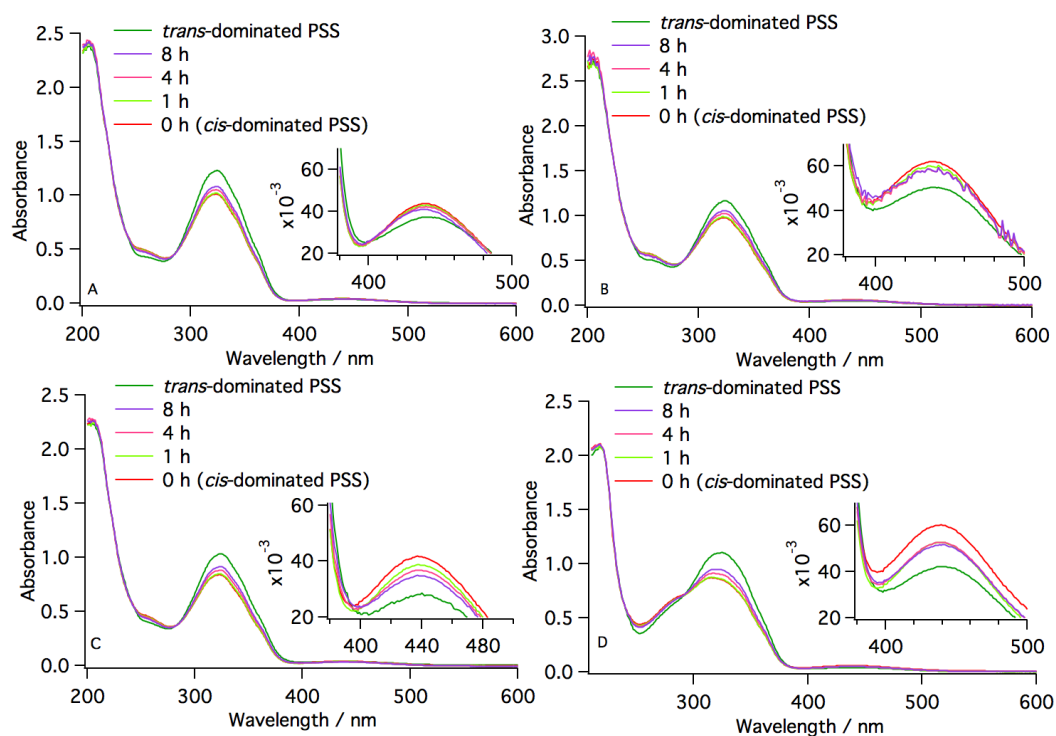 trans-dominated PSS
8 h
4 h
1 h
0 h (cis-dominated PSS)
2.5
2.0
1.5
1.0
0.5
0.0
Absorbance
60
40
20
x10⁻³
400
500
A
200
300
400
500
600
Wavelength / nm
trans-dominated PSS
8 h
4 h
1 h
0 h (cis-dominated PSS)
3.0
2.5
2.0
1.5
1.0
0.5
0.0
Absorbance
60
40
20
x10⁻³
400
500
B
200
300
400
500
600
Wavelength / nm
trans-dominated PSS
8 h
4 h
1 h
0 h (cis-dominated PSS)
2.5
2.0
1.5
1.0
0.5
0.0
Absorbance
60
40
20
x10⁻³
400
440
480
C
200
300
400
500
600
Wavelength / nm
trans-dominated PSS
8 h
4 h
1 h
0 h (cis-dominated PSS)
2.5
2.0
1.5
1.0
0.5
0.0
Absorbance
60
40
20
x10⁻³
400
500
D
300
400
500
600
Wavelength / nm